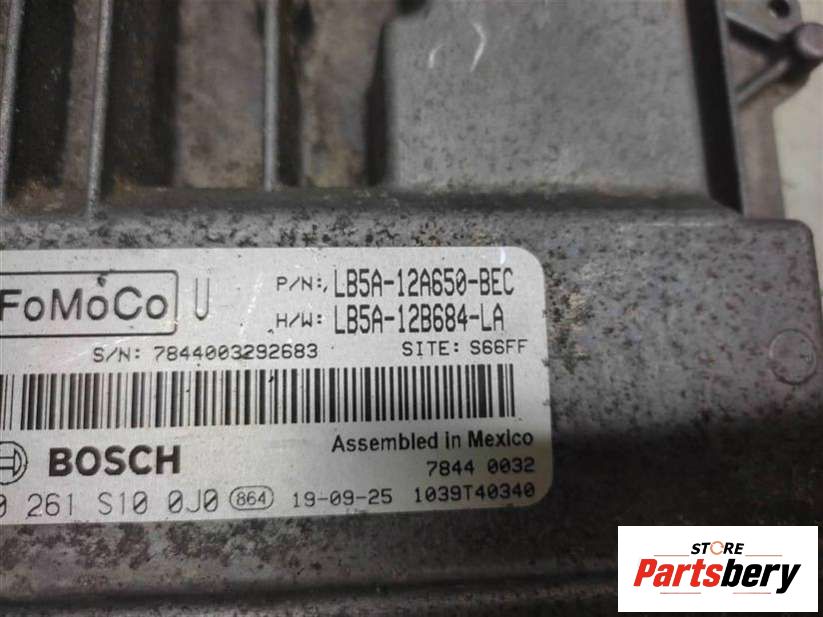 FoMoCo U P/N: LB5A-12A650-BEC
H/W: LB5A-12B684-LA
S/N: 7844003292683 SITE: S66FF
BOSCH Assembled in Mexico
7844 0032
0 261 S10 0J0 864 19-09-25 1039T40340
STORE
Partsbery